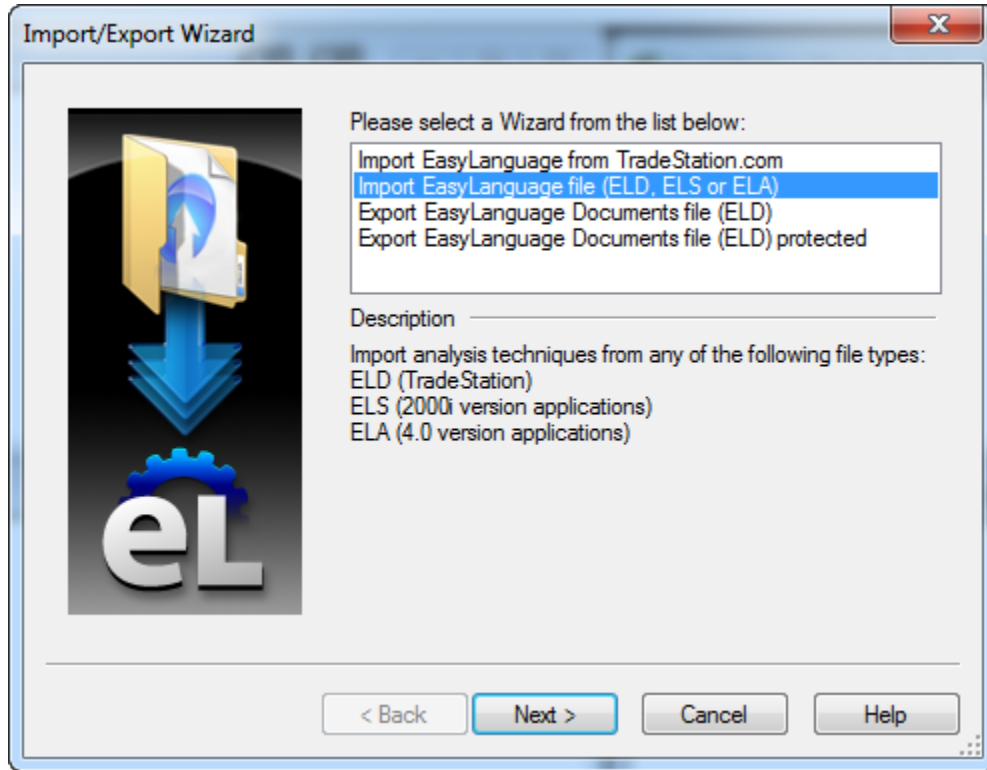 Import/Export Wizard
Please select a Wizard from the list below:
Import EasyLanguage from TradeStation.com
Import EasyLanguage file (ELD, ELS or ELA)
Export EasyLanguage Documents file (ELD)
Export EasyLanguage Documents file (ELD) protected
Description
Import analysis techniques from any of the following file types:
ELD (TradeStation)
ELS (2000i version applications)
ELA (4.0 version applications)
eL
< Back Next > Cancel Help